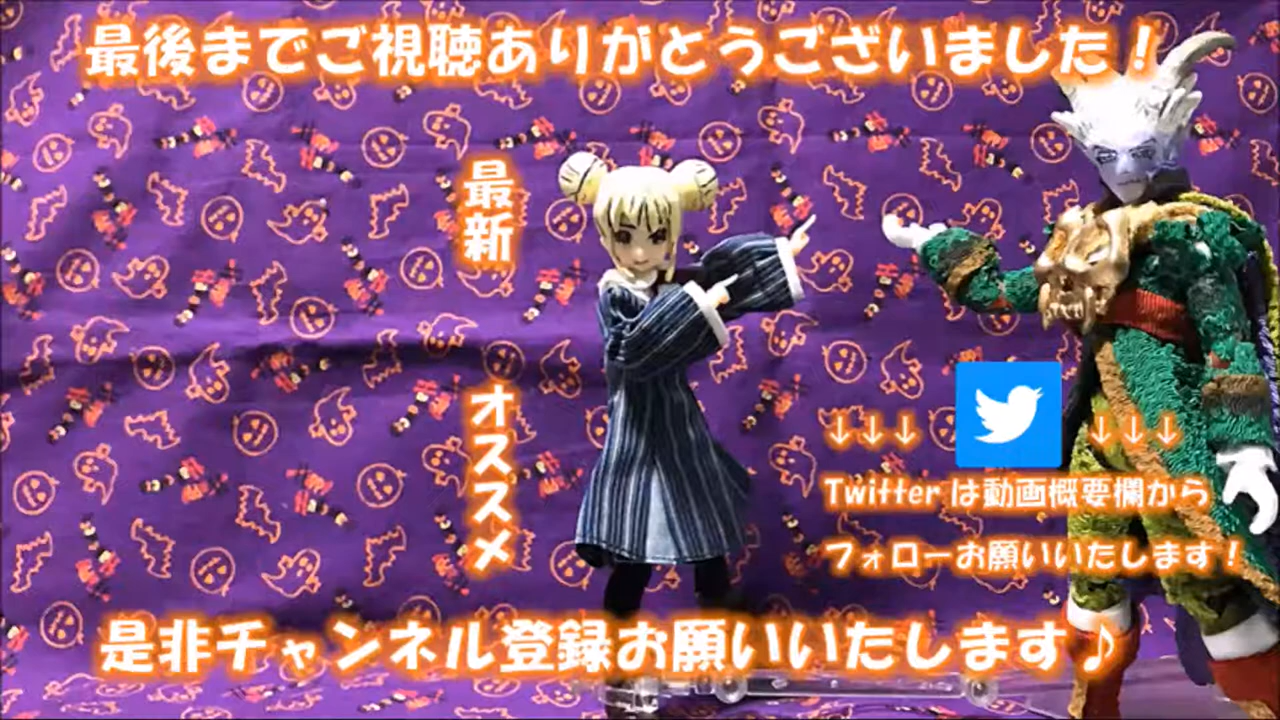 最後までご視聴ありがとうございました！
最新
オススメ
↓↓↓ ↓↓↓
Twitterは動画概要欄から
フォローお願いいたします！
是非チャンネル登録お願いいたします♪